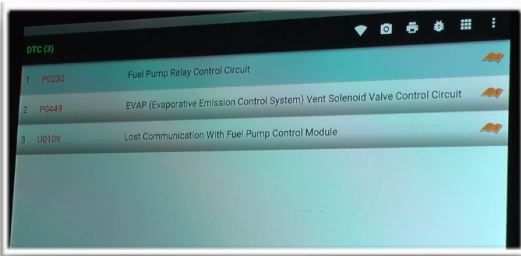 DTC (3)
1 P0230 Fuel Pump Relay Control Circuit
2 P0449 EVAP (Evaporative Emission Control System) Vent Solenoid Valve Control Circuit
3 U0109 Lost Communication With Fuel Pump Control Module